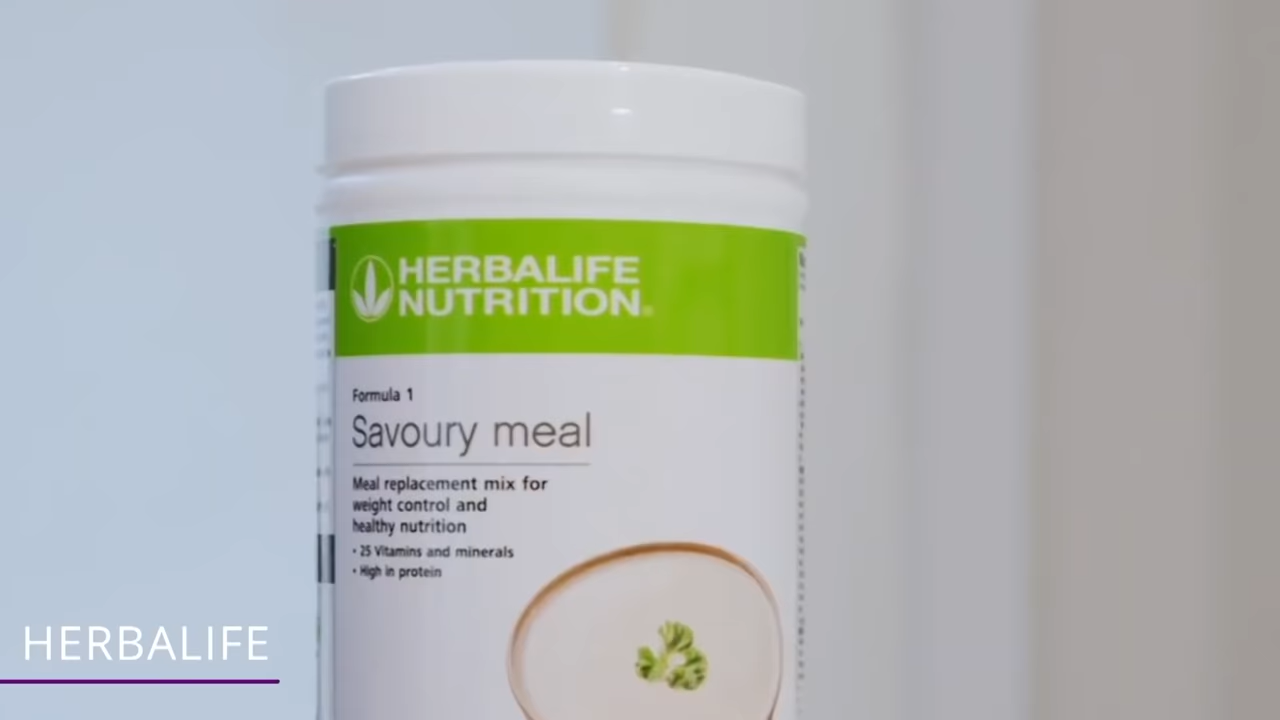 HERBALIFE
NUTRITION
Formula 1
Savoury meal
Meal replacement mix for
weight control and
healthy nutrition
• 25 Vitamins and minerals
• High in protein
HERBALIFE